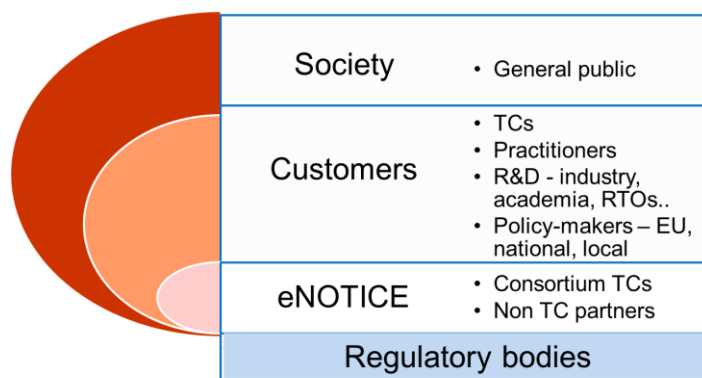 Society
• General public
Customers
• TCs
• Practitioners
• R&D - industry,
academia, RTOs..
• Policy-makers – EU,
national, local
eNOTICE
• Consortium TCs
• Non TC partners
Regulatory bodies